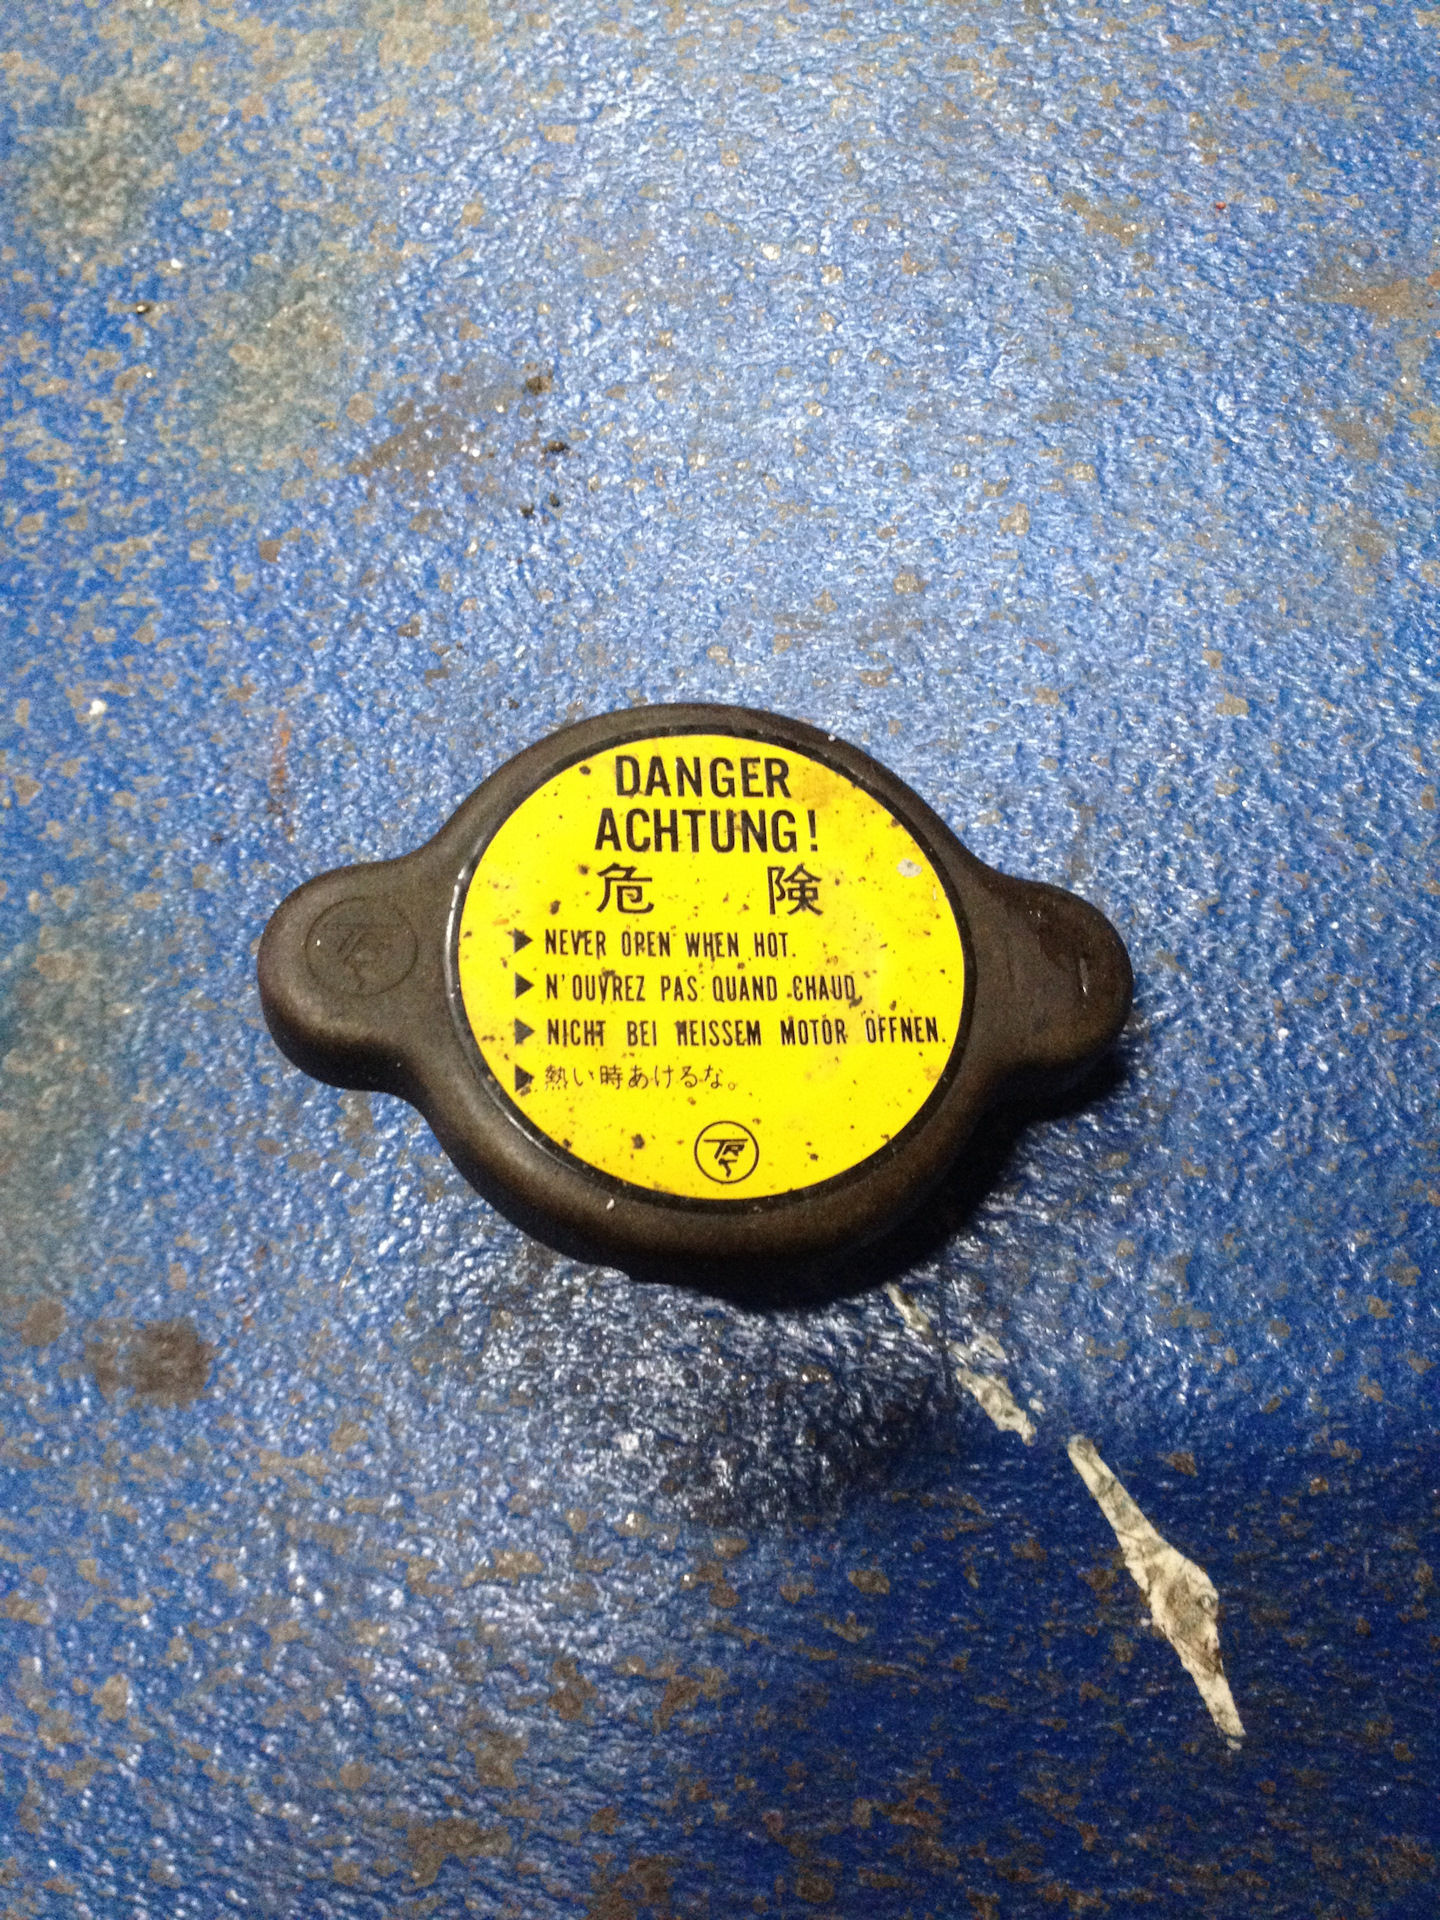 DANGER
ACHTUNG!
危 険
▶ NEVER OPEN WHEN HOT.
▶ N'OUVREZ PAS QUAND CHAUD.
▶ NICHT BEI HEISSEM MOTOR OFFNEN.
▶ 熱い時あけるな。